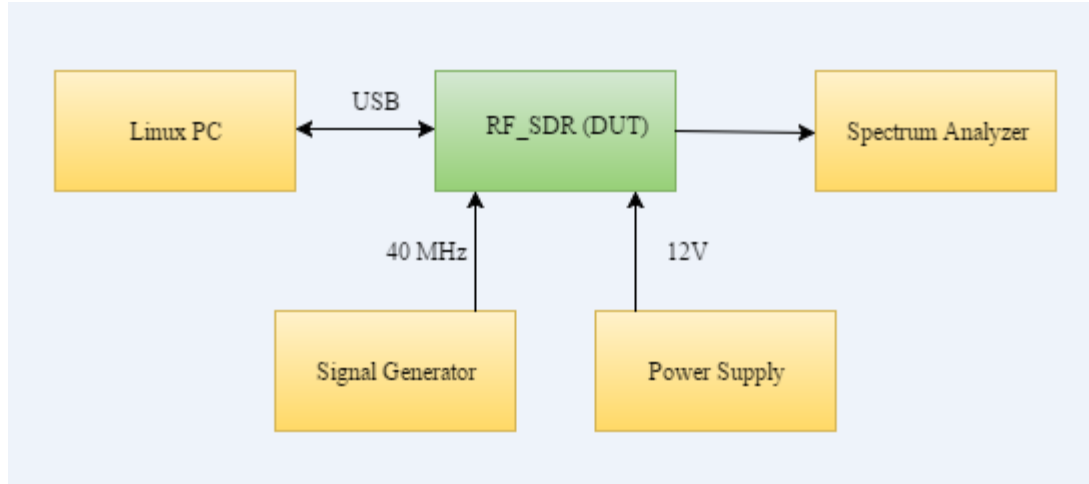 USB
Linux PC
RF_SDR (DUT)
Spectrum Analyzer
40 MHz
12V
Signal Generator
Power Supply